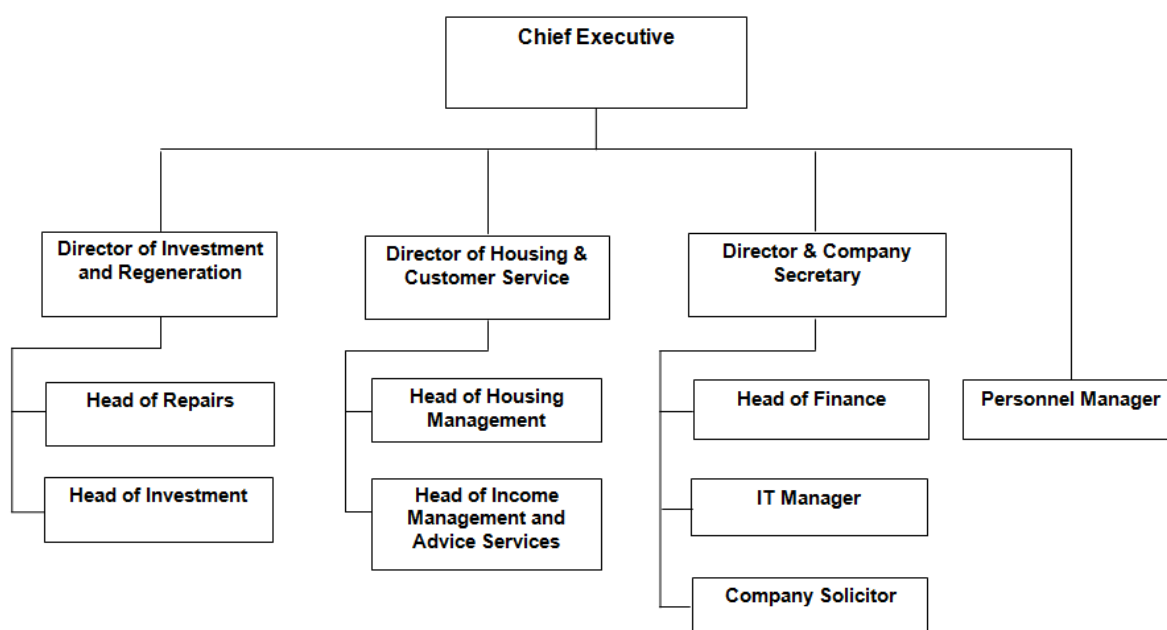 Chief Executive
Director of Investment
and Regeneration
Director of Housing &
Customer Service
Director & Company
Secretary
Head of Repairs
Head of Housing
Management
Head of Finance
Personnel Manager
Head of Investment
Head of Income
Management and
Advice Services
IT Manager
Company Solicitor